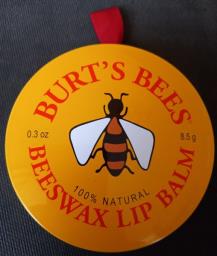 BURT'S BEES
0.3 oz
8.5 g
100% NATURAL
BEESWAX LIP BALM